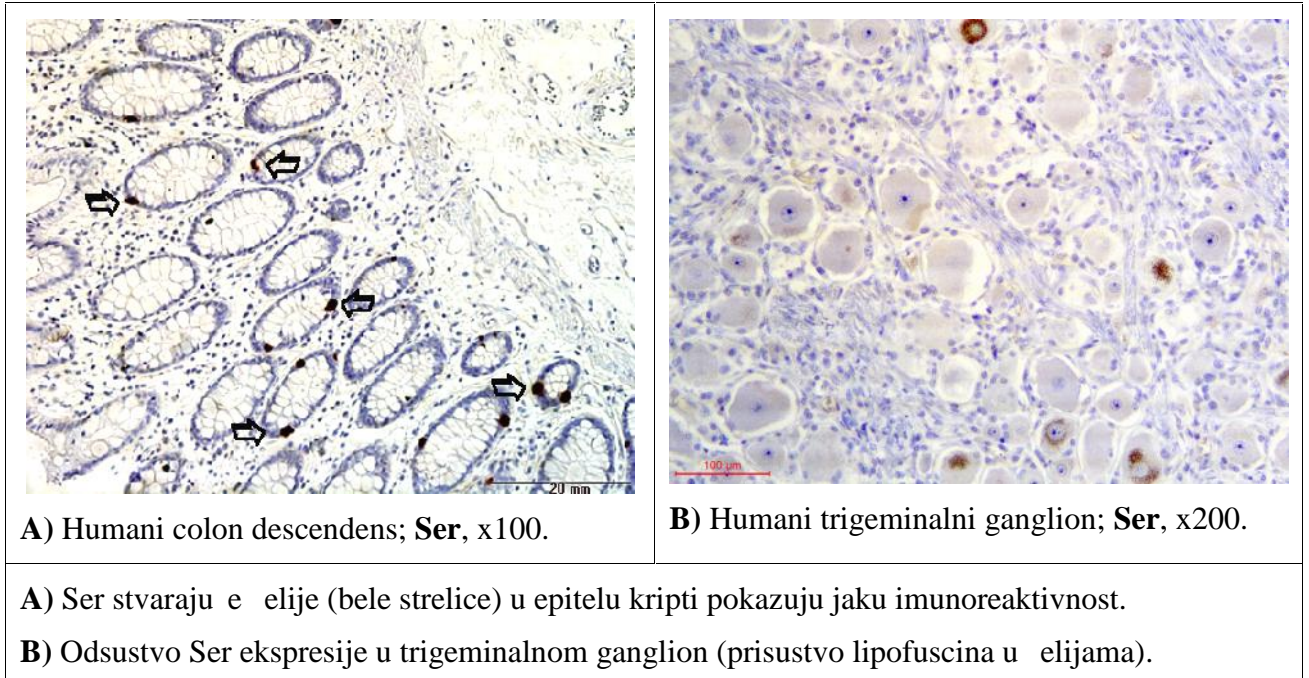 20 mm
100 µm
A) Humani colon descendens; Ser, x100.
B) Humani trigeminalni ganglion; Ser, x200.
A) Ser stvaraju e elije (bele strelice) u epitelu kripti pokazuju jaku imunoreaktivnost.
B) Odsustvo Ser ekspresije u trigeminalnom ganglion (prisustvo lipofuscina u elijama).